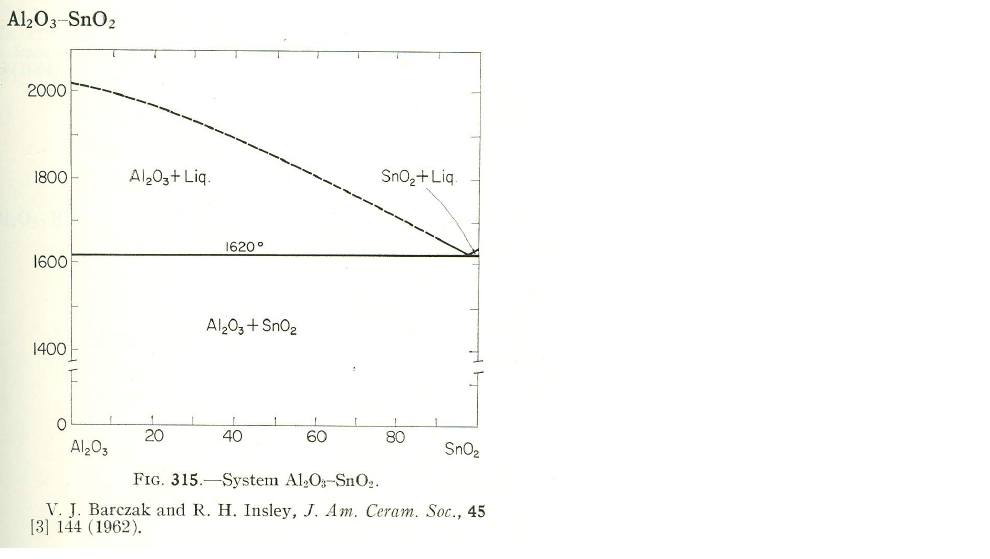 Al₂O₃–SnO₂
2000
1800
Al₂O₃+ Liq.
SnO₂+Liq.
1620°
1600
Al₂O₃+SnO₂
1400
0
20
40
60
80
Al₂O₃
SnO₂
FIG. 315.—System Al₂O₃–SnO₂.
V. J. Barczak and R. H. Insley, J. Am. Ceram. Soc., 45
[3] 144 (1962).